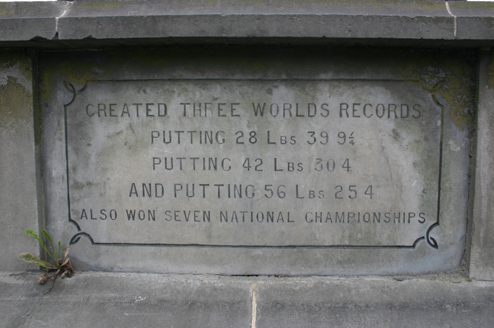 CREATED THREE WORLDS RECORDS
PUTTING 28 LBS 39 9¾
PUTTING 42 LBS 30 4
AND PUTTING 56 LBS 25 4
ALSO WON SEVEN NATIONAL CHAMPIONSHIPS